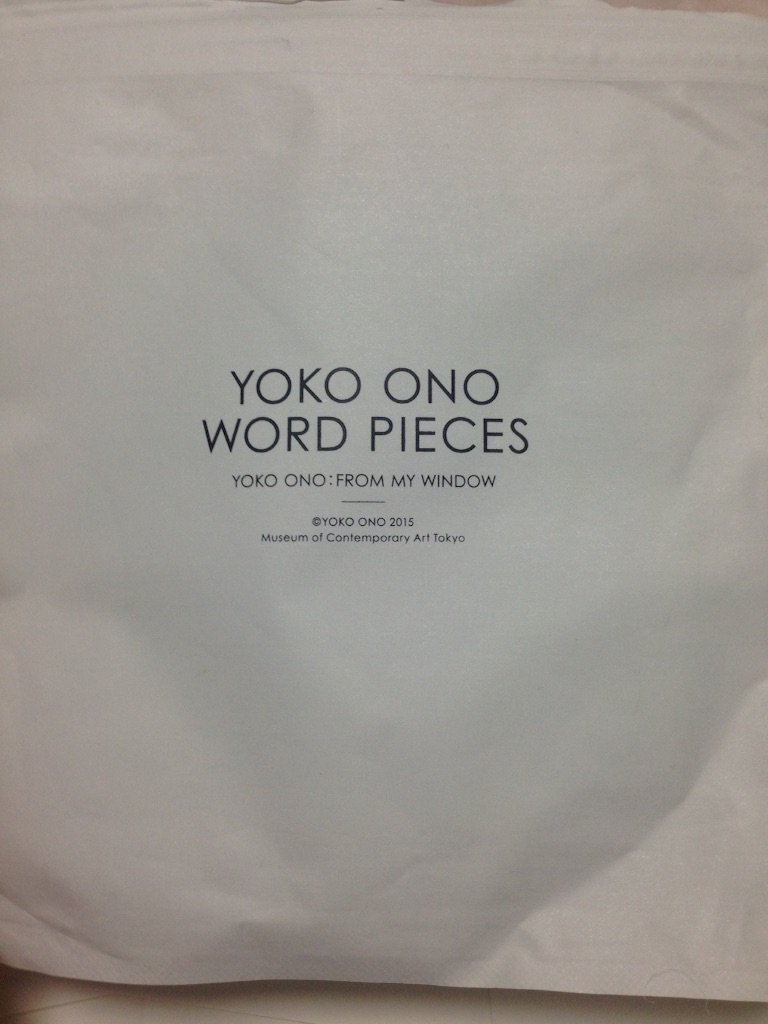 YOKO ONO
WORD PIECES
YOKO ONO:FROM MY WINDOW
©YOKO ONO 2015
Museum of Contemporary Art Tokyo